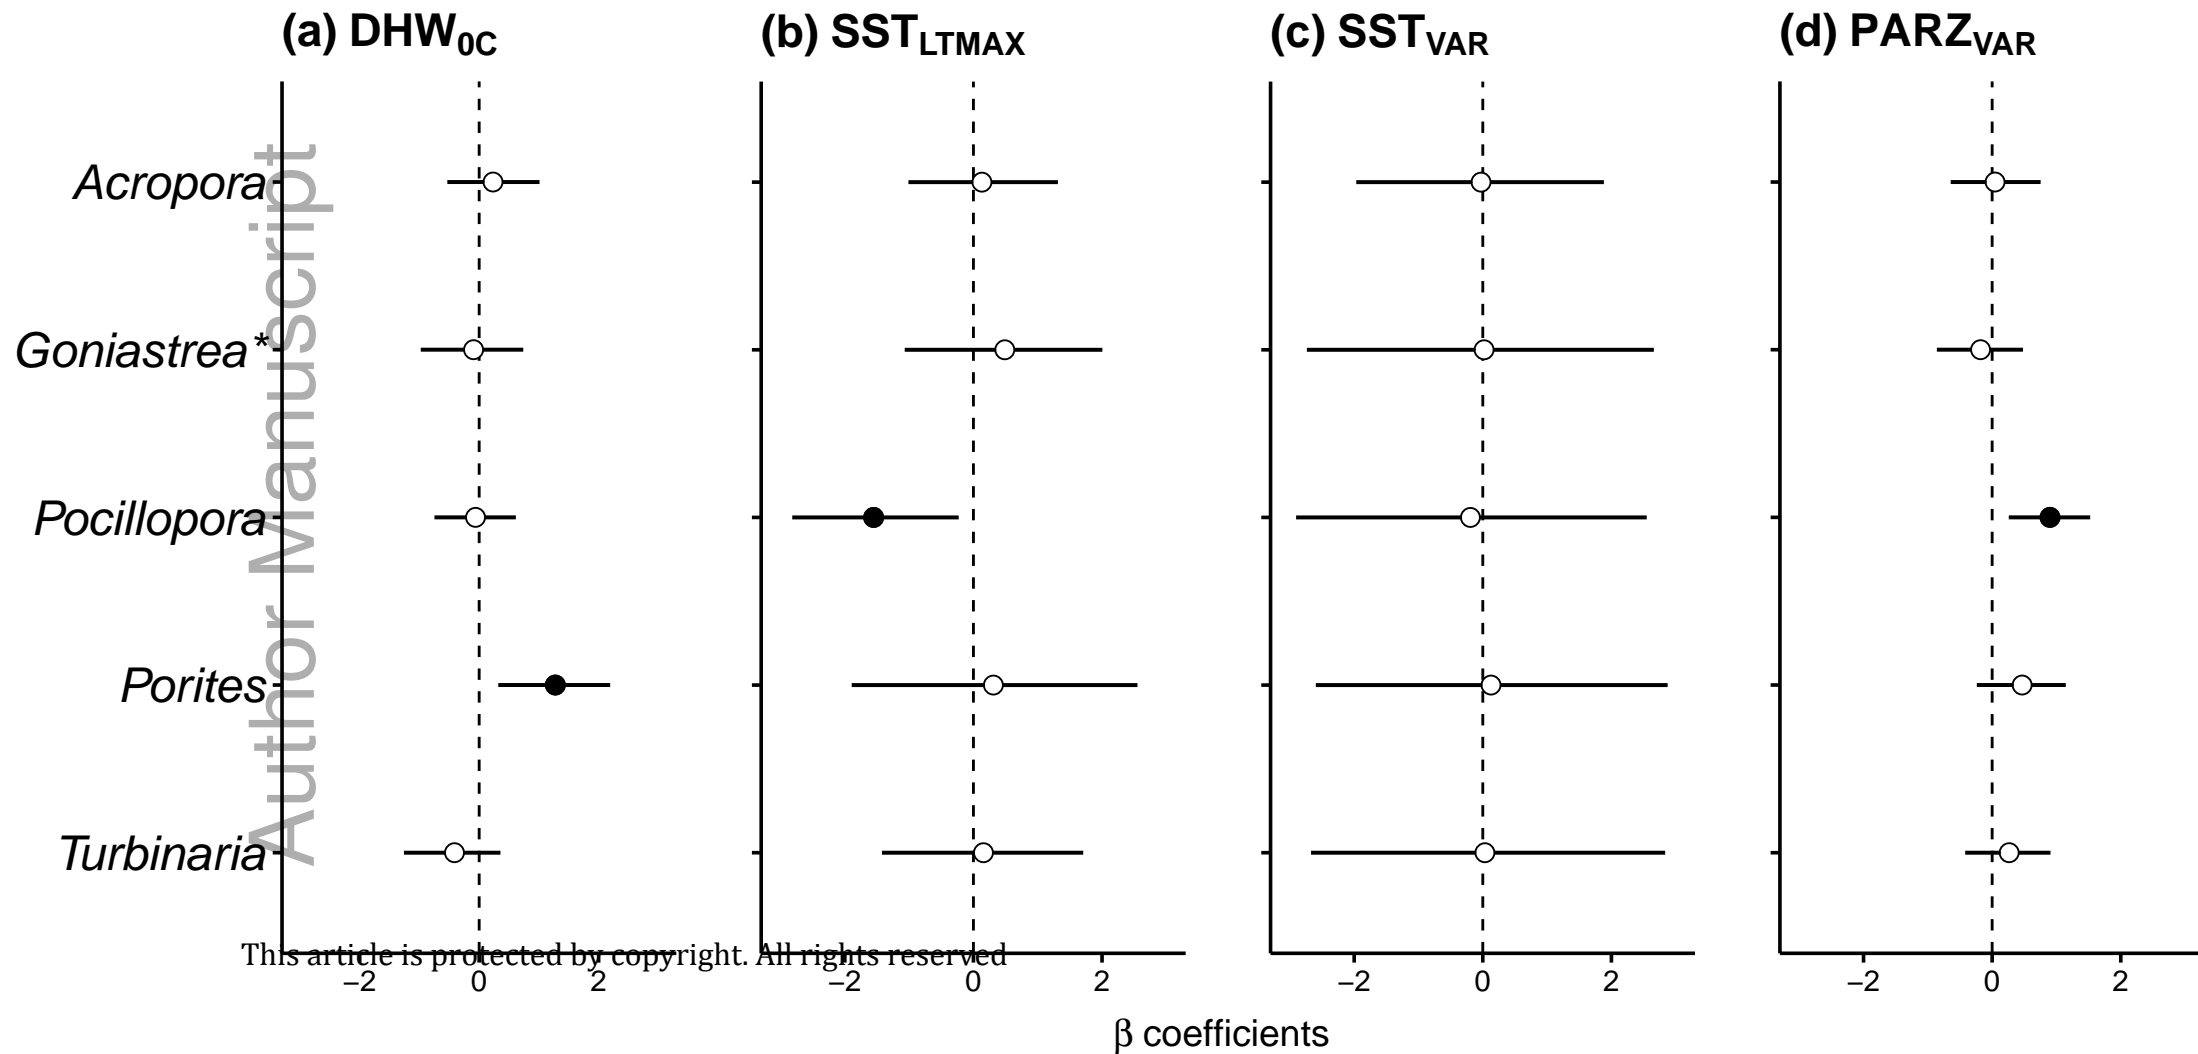 (a) DHW0C (b) SSTLTMAX (c) SSTVAR (d) PARZVAR
Acropora
Goniastrea*
Pocillopora
Porites
Turbinaria
Author Manuscript
This article is protected by copyright. All rights reserved
−2 0 2 −2 0 2 −2 0 2 −2 0 2
β coefficients